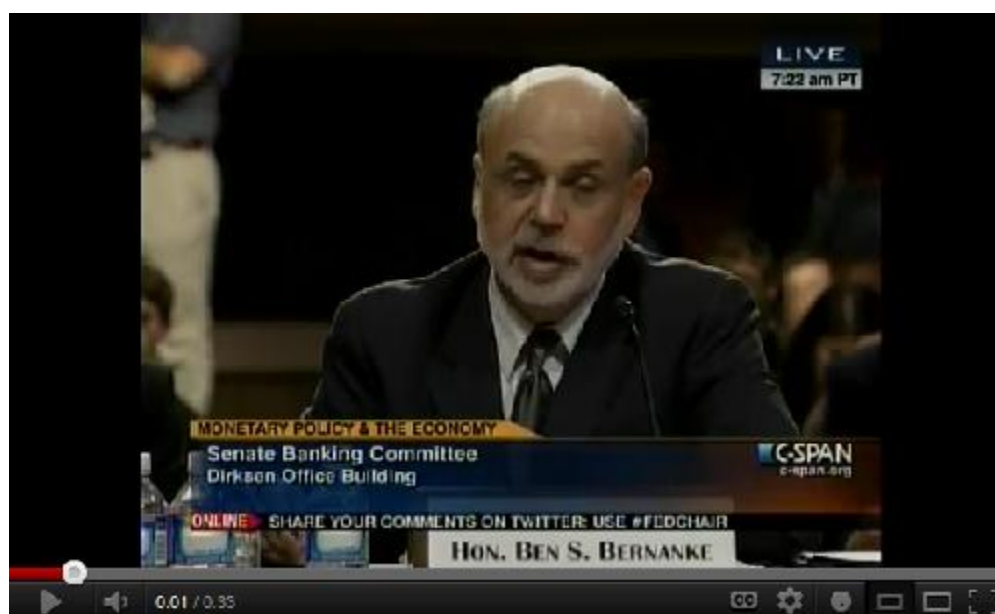 LIVE
7:22 am PT
MONETARY POLICY & THE ECONOMY
Senate Banking Committee
Dirksen Office Building
C-SPAN
c-span.org
ONLINE SHARE YOUR COMMENTS ON TWITTER: USE #FEDCHAIR
HON. BEN S. BERNANKE
0:01 / 0:35
CC